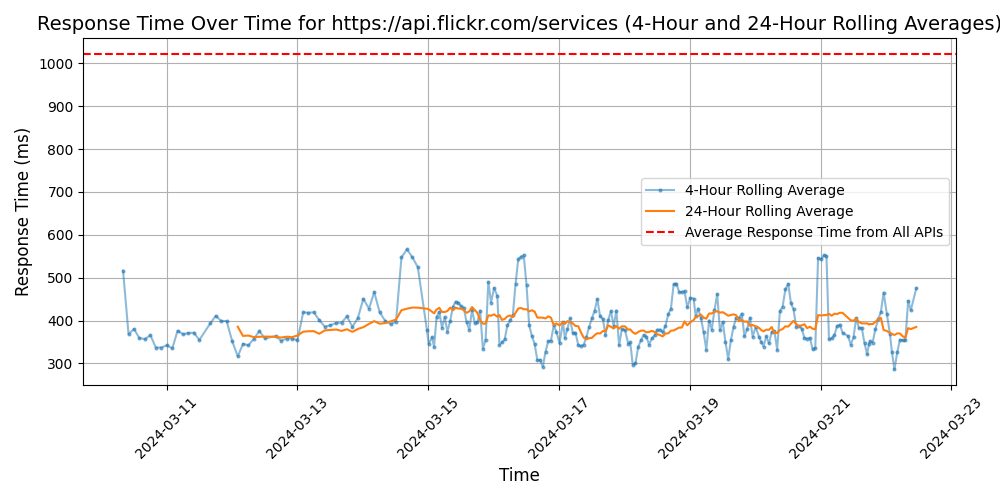 Response Time Over Time for https://api.flickr.com/services (4-Hour and 24-Hour Rolling Averages)
Response Time (ms)
1000
900
800
700
600
500
400
300
4-Hour Rolling Average
24-Hour Rolling Average
Average Response Time from All APIs
2024-03-11
2024-03-13
2024-03-15
2024-03-17
2024-03-19
2024-03-21
2024-03-23
Time